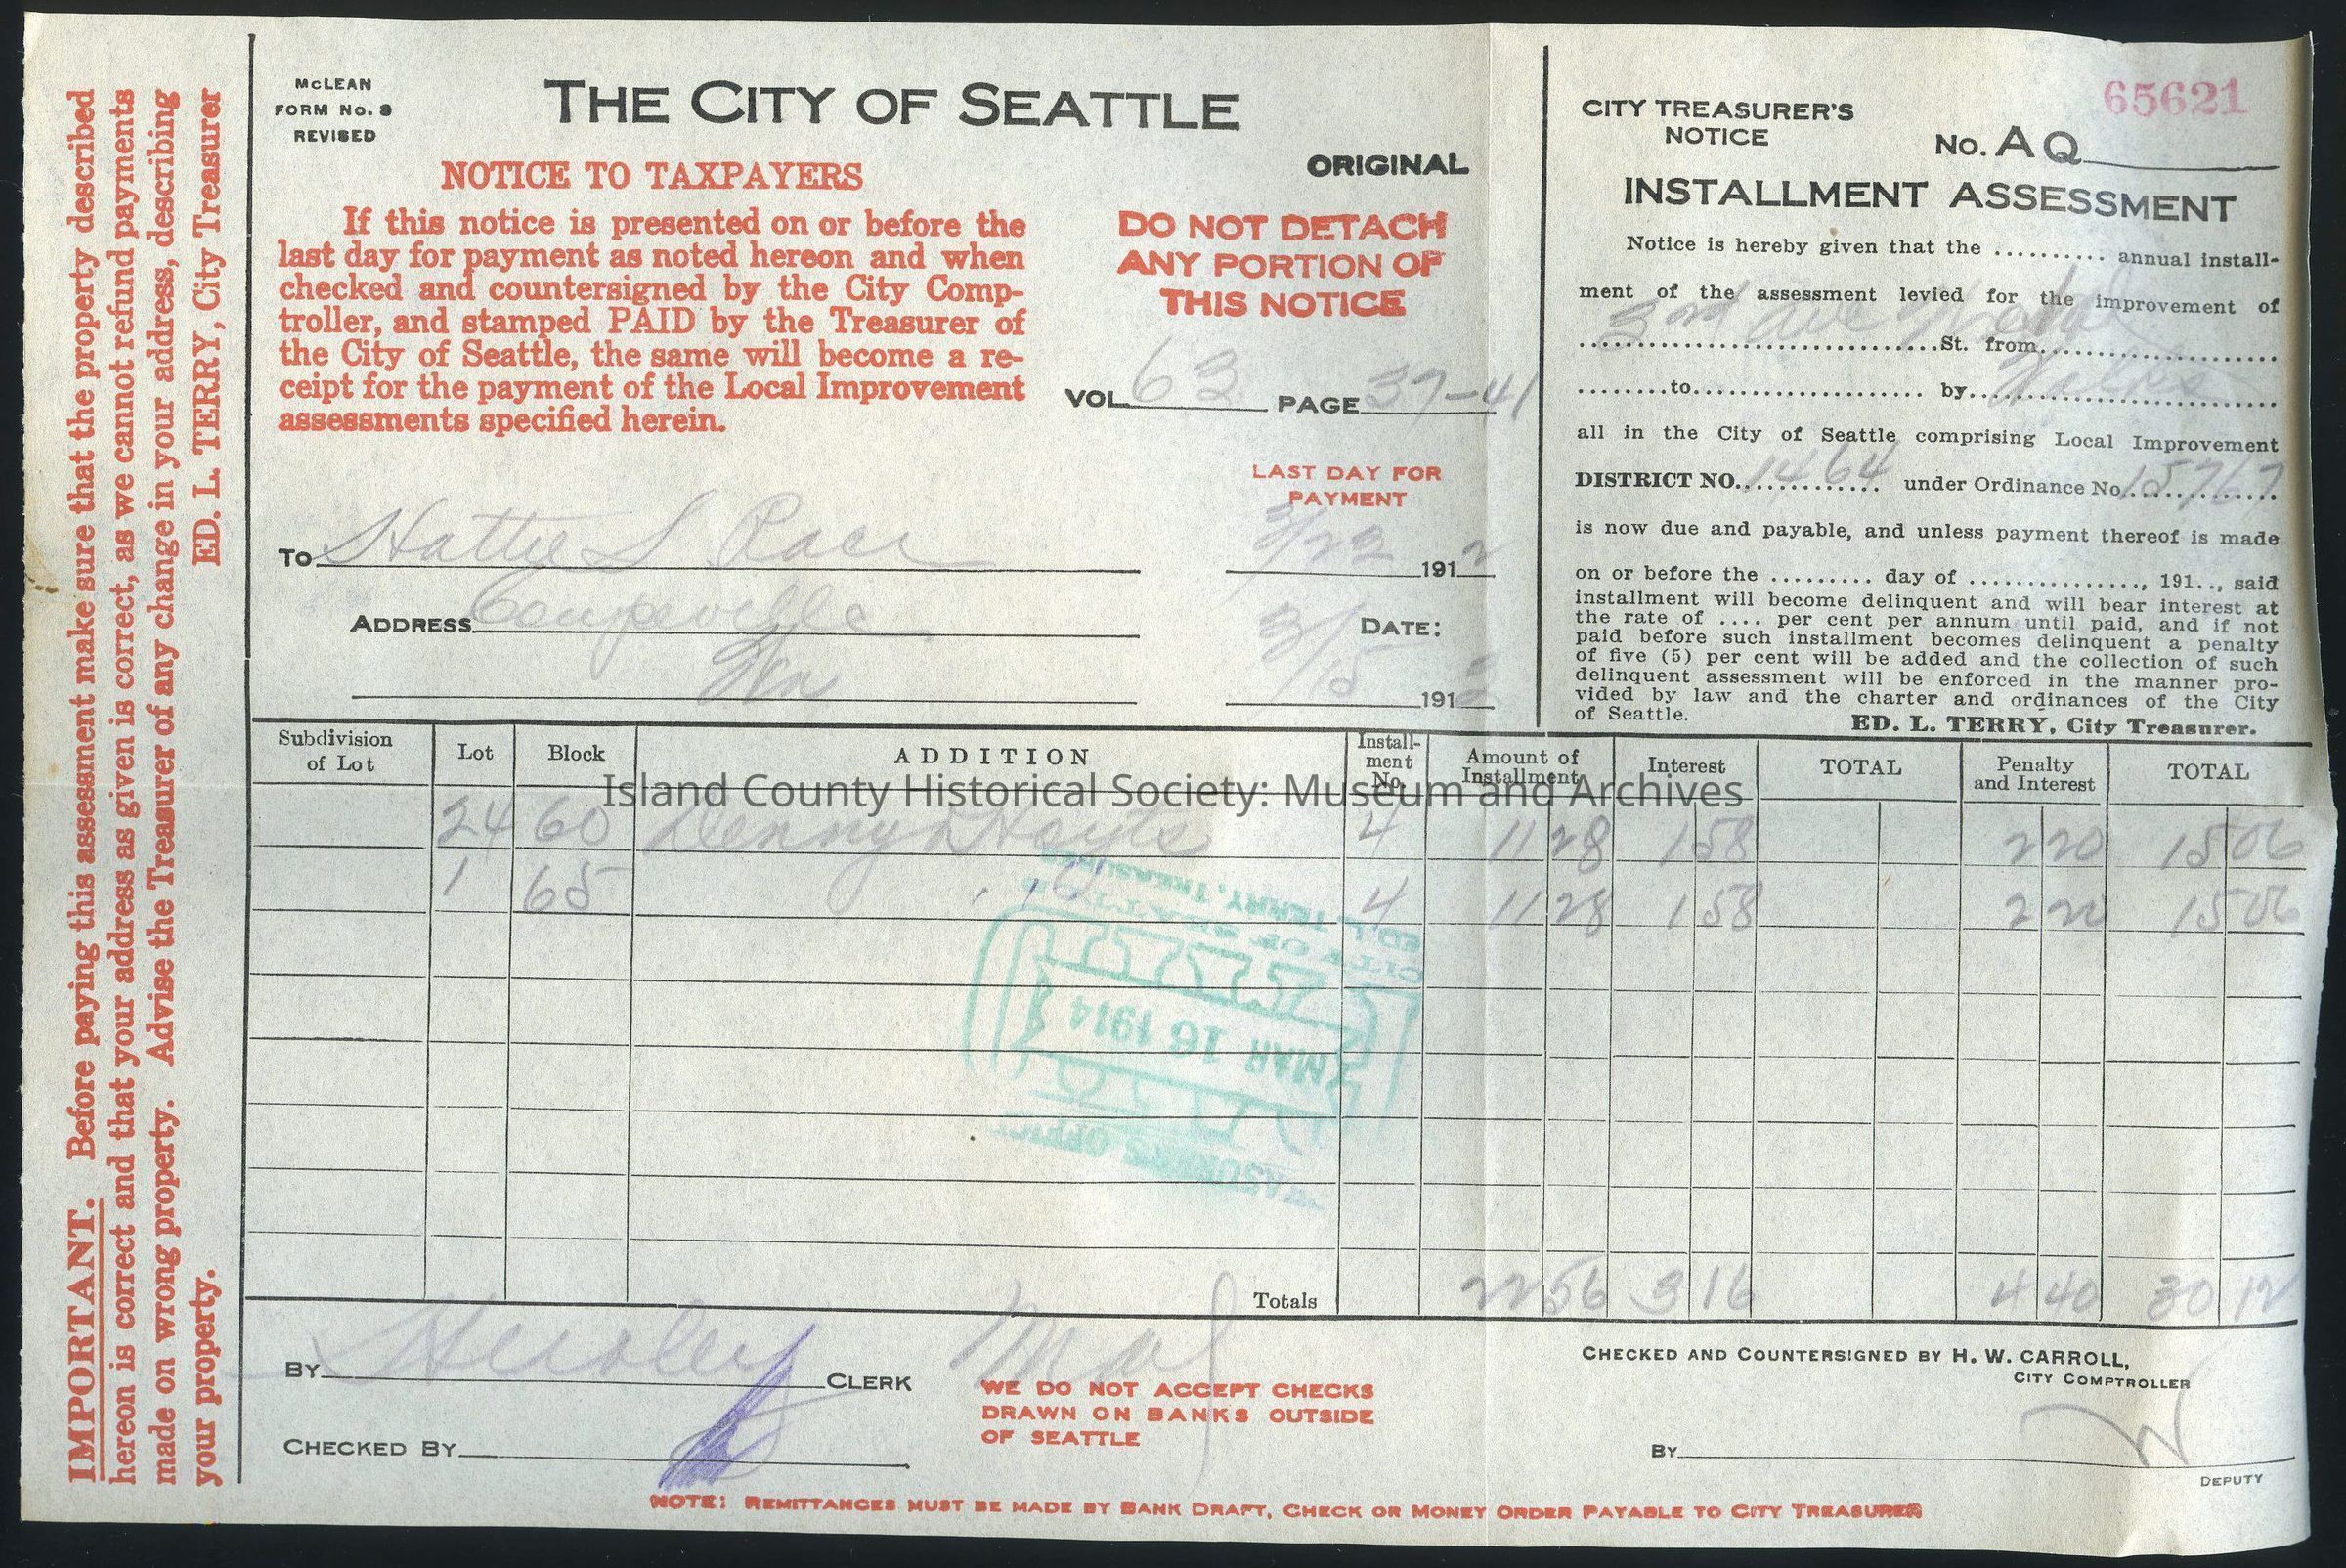 IMPORTANT. Before paying this assessment make sure that the property described
hereon is correct and that your address as given is correct, as we cannot refund payments
made on wrong property. Advise the Treasurer of any change in your address, describing
your property. ED. L. TERRY, City Treasurer
McLEAN
FORM No. 3
REVISED
THE CITY OF SEATTLE
ORIGINAL
NOTICE TO TAXPAYERS
If this notice is presented on or before the
last day for payment as noted hereon and when
checked and countersigned by the City Comp-
troller, and stamped PAID by the Treasurer of
the City of Seattle, the same will become a re-
ceipt for the payment of the Local Improvement
assessments specified herein.
DO NOT DETACH
ANY PORTION OF
THIS NOTICE
VOL 63 PAGE 37-41
LAST DAY FOR
PAYMENT
3/22 1912
TO Hattie S Race
ADDRESS Coupeville
Wn
DATE:
3/15 191
CITY TREASURER'S
NOTICE
65621
No. AQ
INSTALLMENT ASSESSMENT
Notice is hereby given that the .......... annual install-
ment of the assessment levied for the improvement of
3rd Ave
St. from
to by
all in the City of Seattle comprising Local Improvement
DISTRICT NO. 1464 under Ordinance No. 15767
is now due and payable, and unless payment thereof is made
on or before the ......... day of ..............., 191.., said
installment will become delinquent and will bear interest at
the rate of .... per cent per annum until paid, and if not
paid before such installment becomes delinquent a penalty
of five (5) per cent will be added and the collection of such
delinquent assessment will be enforced in the manner pro-
vided by law and the charter and ordinances of the City
of Seattle. ED. L. TERRY, City Treasurer.
Subdivision of Lot Lot Block ADDITION Install-ment No. Amount of Installment Interest TOTAL Penalty and Interest TOTAL
Island County Historical Society: Museum and Archives
24 60 Denny & Hoyts 4 11 28 1 58 2 20 15 06
1 65 , , 4 11 28 1 58 2 20 15 06
ED. L. TERRY, TREASURER
CITY OF SEATTLE
MAR 16 1914
TREASURER'S OFFICE
Totals 22 56 3 16 4 40 30 12
BY CLERK
CHECKED BY
WE DO NOT ACCEPT CHECKS
DRAWN ON BANKS OUTSIDE
OF SEATTLE
CHECKED AND COUNTERSIGNED BY H. W. CARROLL,
CITY COMPTROLLER
BY
DEPUTY
NOTE: REMITTANCES MUST BE MADE BY BANK DRAFT, CHECK OR MONEY ORDER PAYABLE TO CITY TREASURER